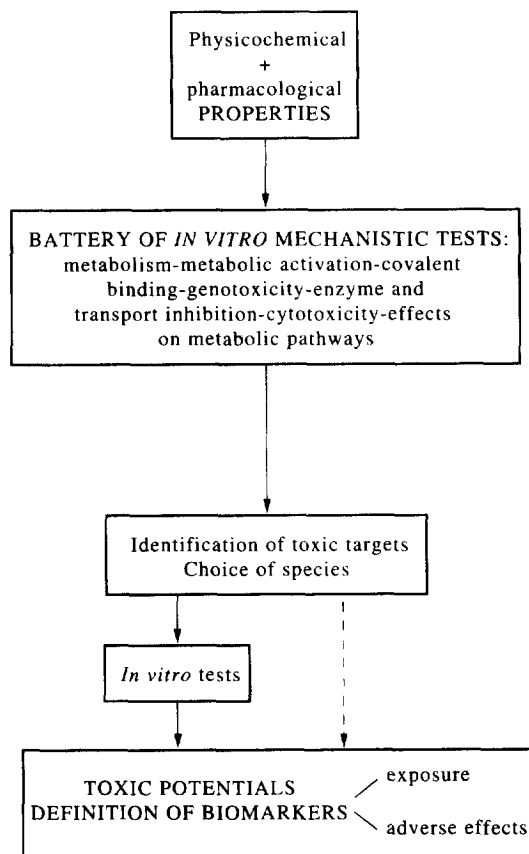 Physicochemical
+
pharmacological
PROPERTIES
BATTERY OF IN VITRO MECHANISTIC TESTS:
metabolism-metabolic activation-covalent
binding-genotoxicity-enzyme and
transport inhibition-cytotoxicity-effects
on metabolic pathways
Identification of toxic targets
Choice of species
In vitro tests
TOXIC POTENTIALS
DEFINITION OF BIOMARKERS
exposure
adverse effects